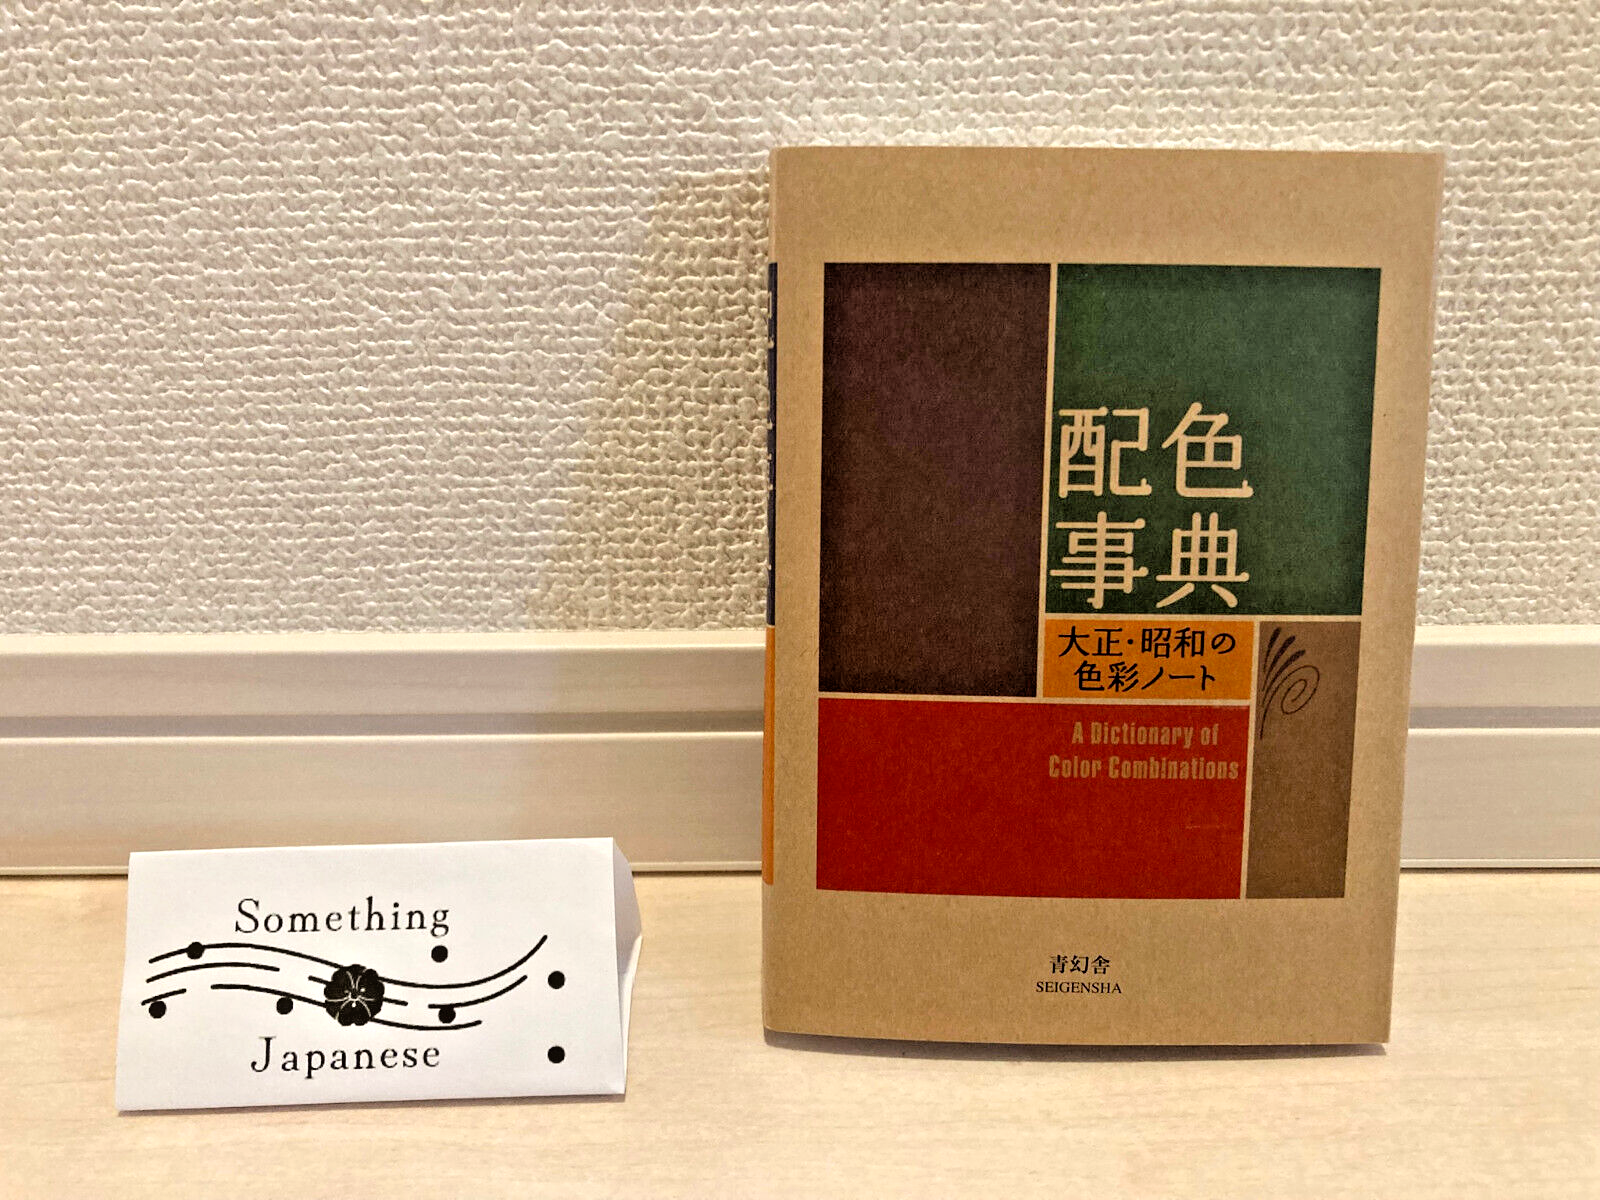 Something
Japanese
配色
事典
大正・昭和の
色彩ノート
A Dictionary of
Color Combinations
青幻舎
SEIGENSHA